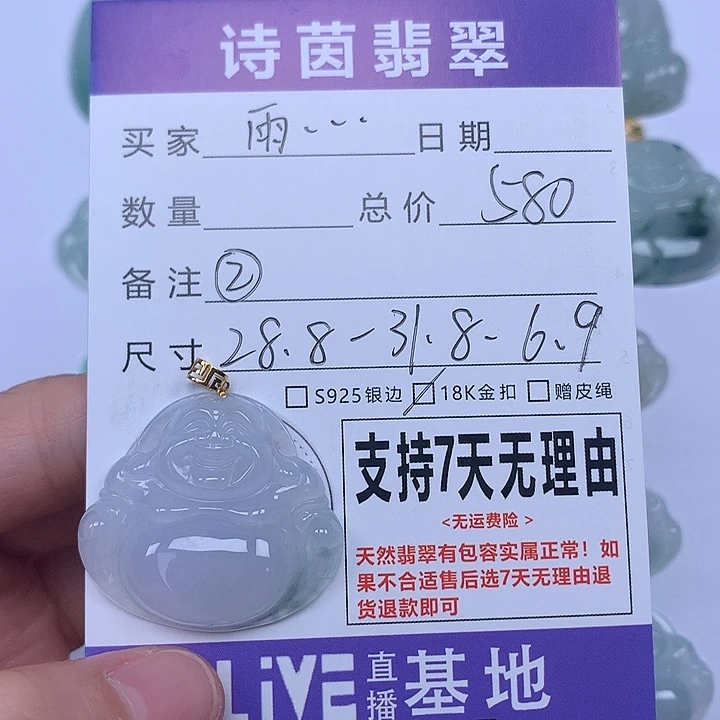 诗茵翡翠
买家 雨... 日期
数量 总价 580
备注 ②
尺寸 28.8-31.8-6.9
S925银边 18K金扣 赠皮绳
支持7天无理由
<无运费险>
天然翡翠有包容实属正常！如
果不合适售后选7天无理由退
货退款即可
LiVE 直播 基地